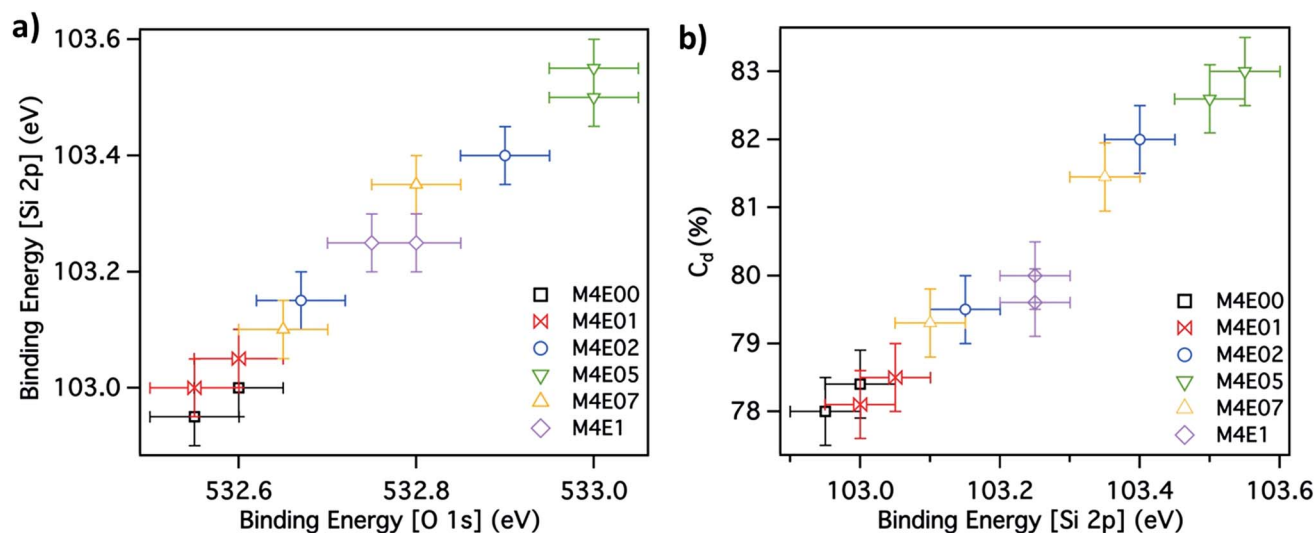 a)
Binding Energy [Si 2p] (eV)
103.6
103.4
103.2
103.0
532.6
532.8
533.0
Binding Energy [O 1s] (eV)
M4E00
M4E01
M4E02
M4E05
M4E07
M4E1
b)
C_d (%)
83
82
81
80
79
78
103.0
103.2
103.4
103.6
Binding Energy [Si 2p] (eV)
M4E00
M4E01
M4E02
M4E05
M4E07
M4E1